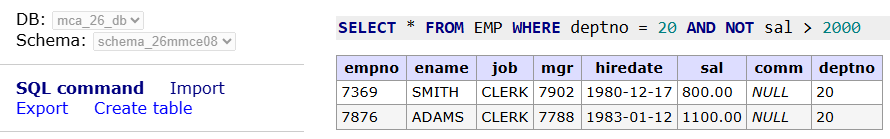 DB: mca_26_db
Schema: schema_26mmce08
SQL command Import
Export Create table
SELECT * FROM EMP WHERE deptno = 20 AND NOT sal > 2000
empno ename job mgr hiredate sal comm deptno
7369 SMITH CLERK 7902 1980-12-17 800.00 NULL 20
7876 ADAMS CLERK 7788 1983-01-12 1100.00 NULL 20